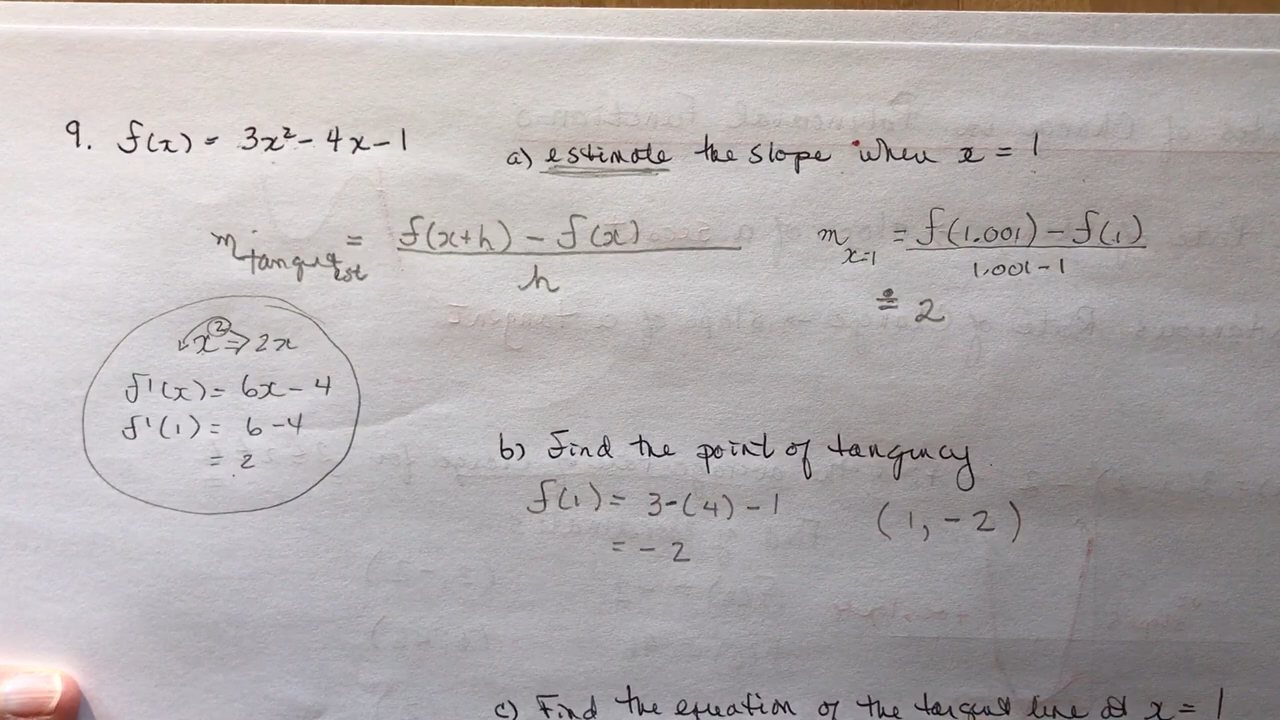 9. f(x) = 3x² - 4x - 1
a) estimate the slope when x = 1
m tangent est = f(x+h) - f(x) / h
m x=1 = f(1.001) - f(1) / 1.001 - 1
≐ 2
x² ⇒ 2x
f'(x) = 6x - 4
f'(1) = 6 - 4
= 2
b) Find the point of tangency.
f(1) = 3-(4) - 1
(1, -2)
= - 2
c) Find the equation of the tangent line at x = 1